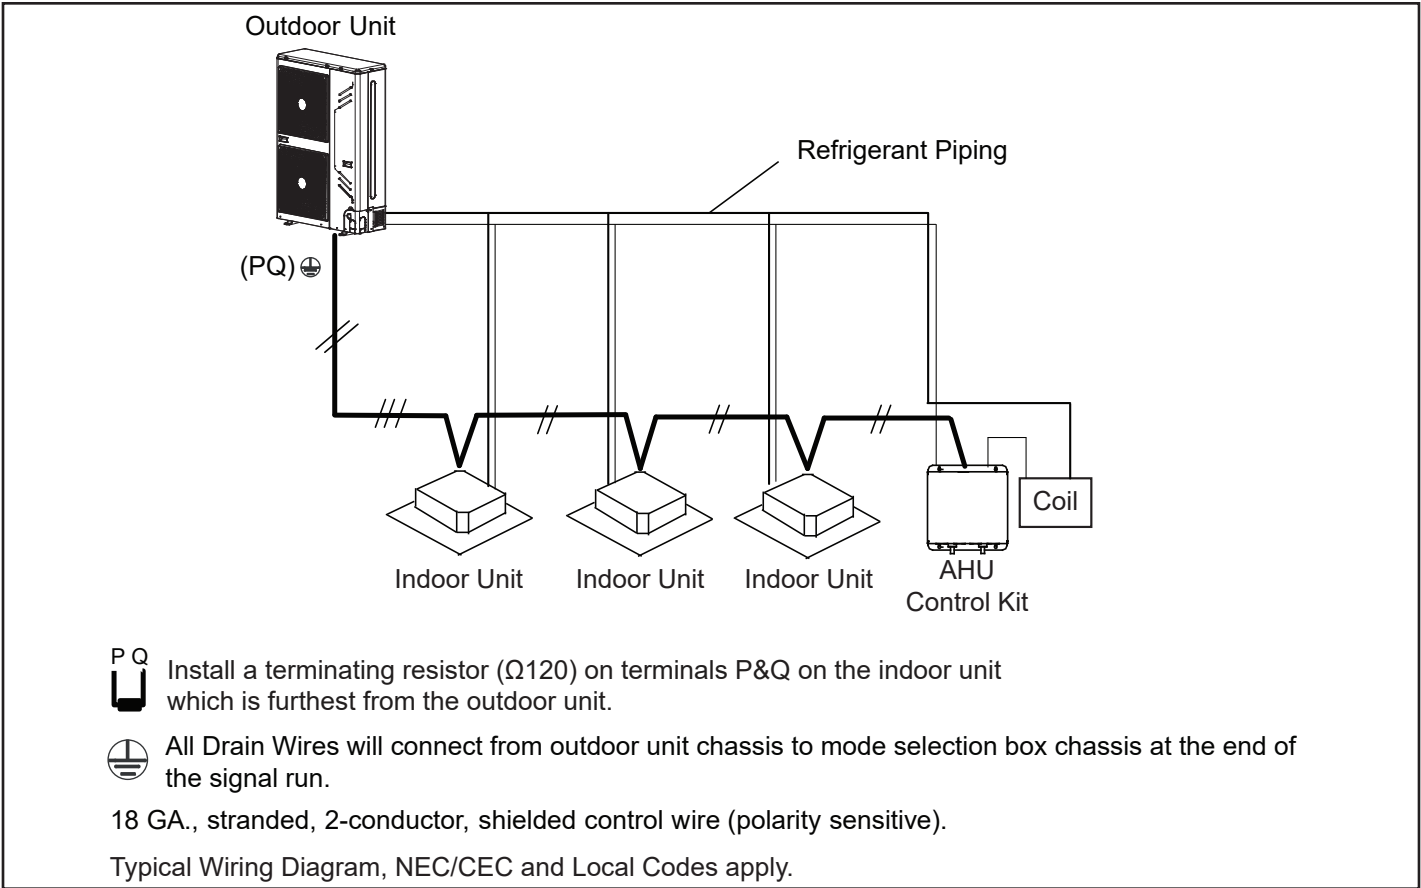 Outdoor Unit
Refrigerant Piping
(PQ)
Coil
Indoor Unit
Indoor Unit
Indoor Unit
AHU
Control Kit
P Q
Install a terminating resistor (Ω120) on terminals P&Q on the indoor unit
which is furthest from the outdoor unit.
All Drain Wires will connect from outdoor unit chassis to mode selection box chassis at the end of
the signal run.
18 GA., stranded, 2-conductor, shielded control wire (polarity sensitive).
Typical Wiring Diagram, NEC/CEC and Local Codes apply.